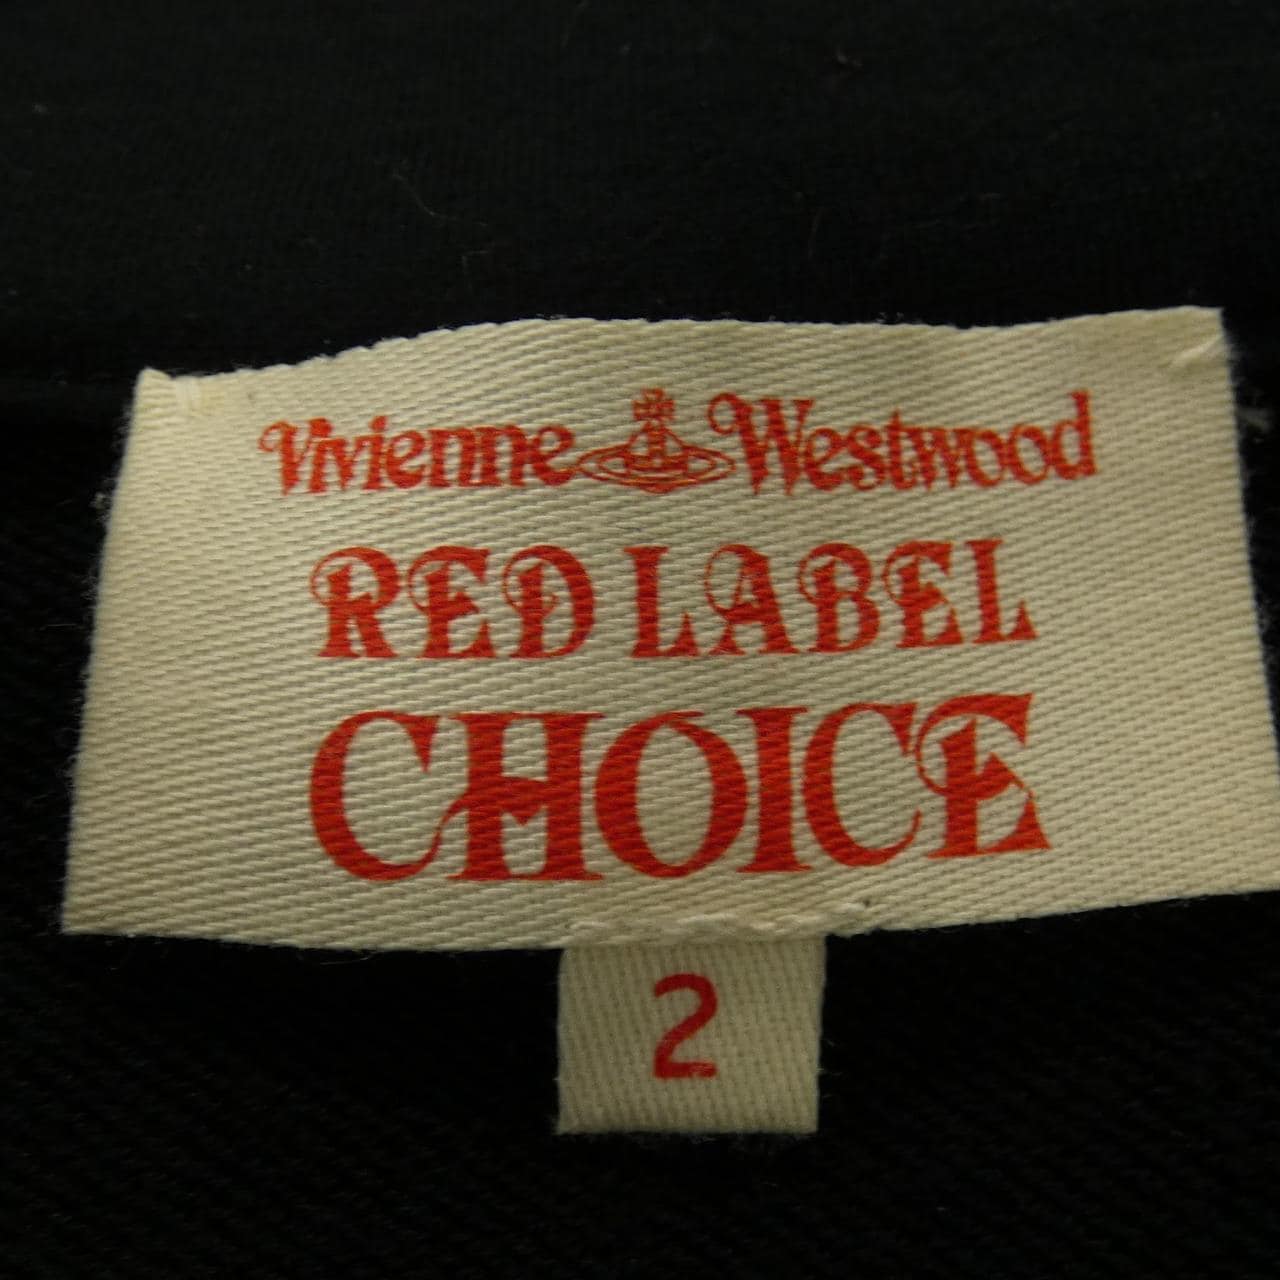 Vivienne Westwood
RED LABEL
CHOICE
2